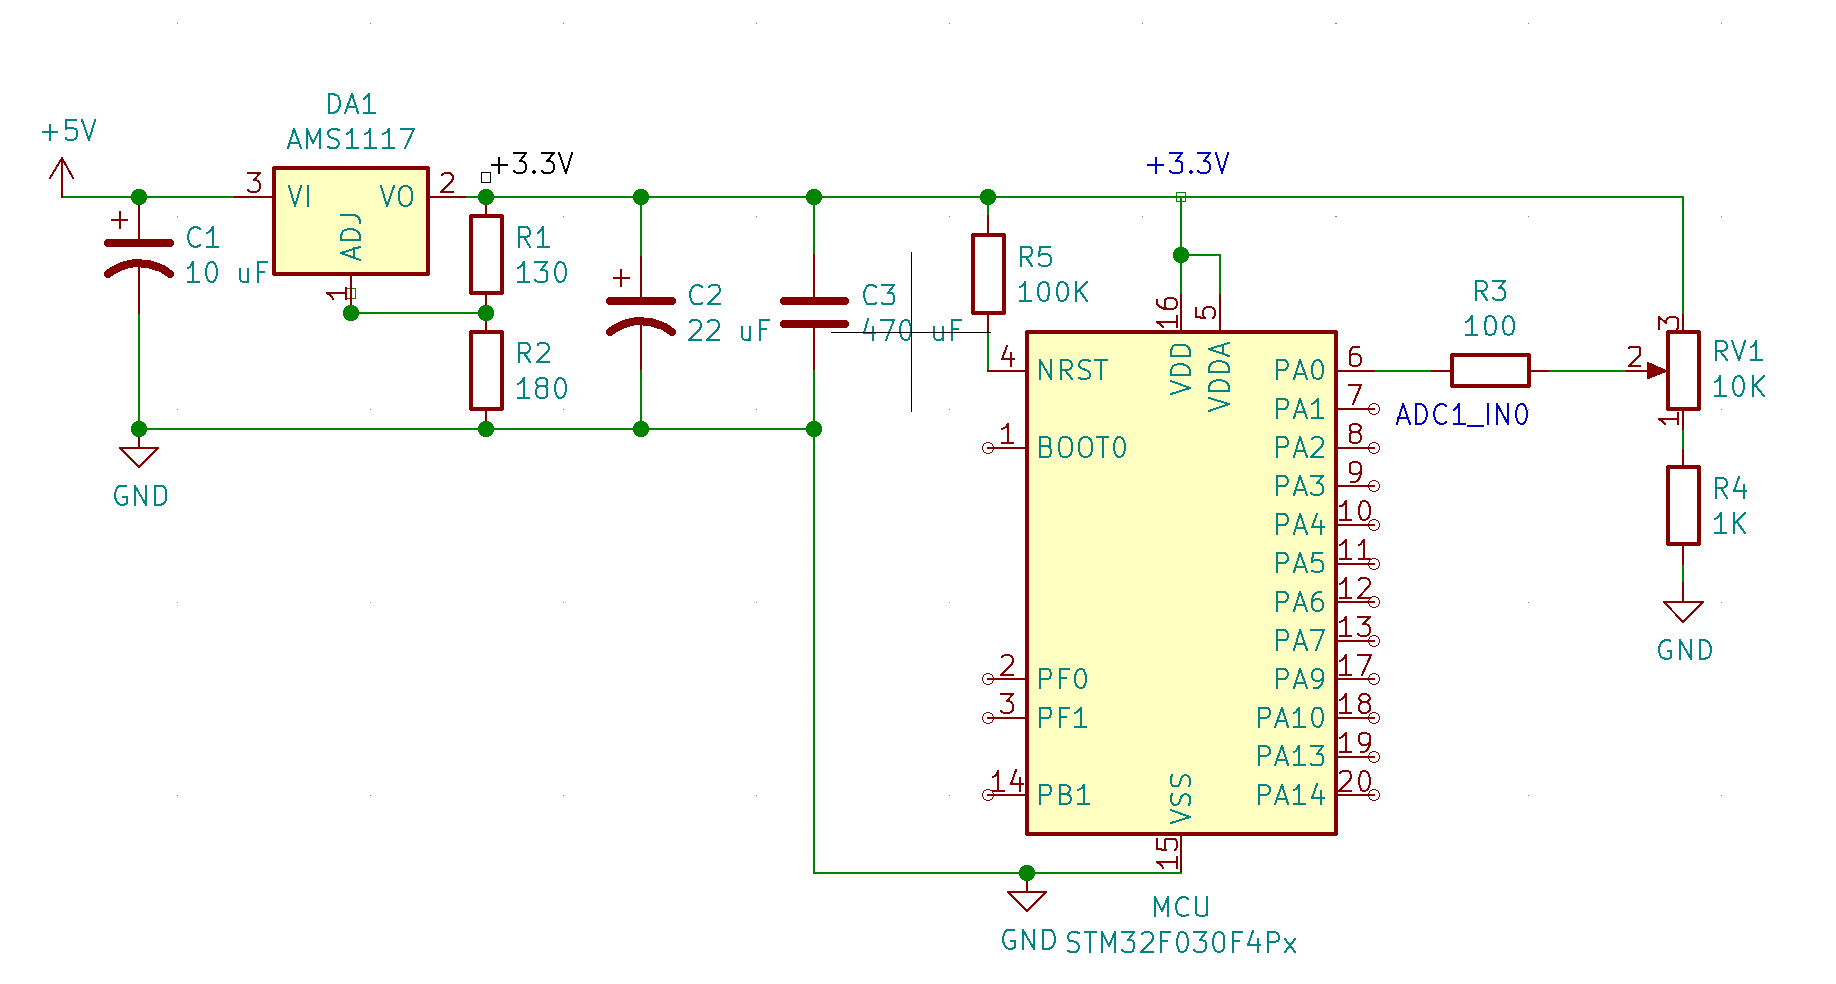 +5V
DA1
AMS1117
3
VI
VO
2
ADJ
1
+3.3V
+
C1
10 uF
R1
130
R2
180
GND
+
C2
22 uF
C3
470 uF
R5
100K
+3.3V
16
5
VDD
VDDA
4
NRST
1
BOOT0
2
PF0
3
PF1
14
PB1
PA0
6
PA1
7
PA2
8
PA3
9
PA4
10
PA5
11
PA6
12
PA7
13
PA9
17
PA10
18
PA13
19
PA14
20
VSS
15
ADC1_IN0
R3
100
3
2
1
RV1
10K
R4
1K
GND
GND
MCU
STM32F030F4Px